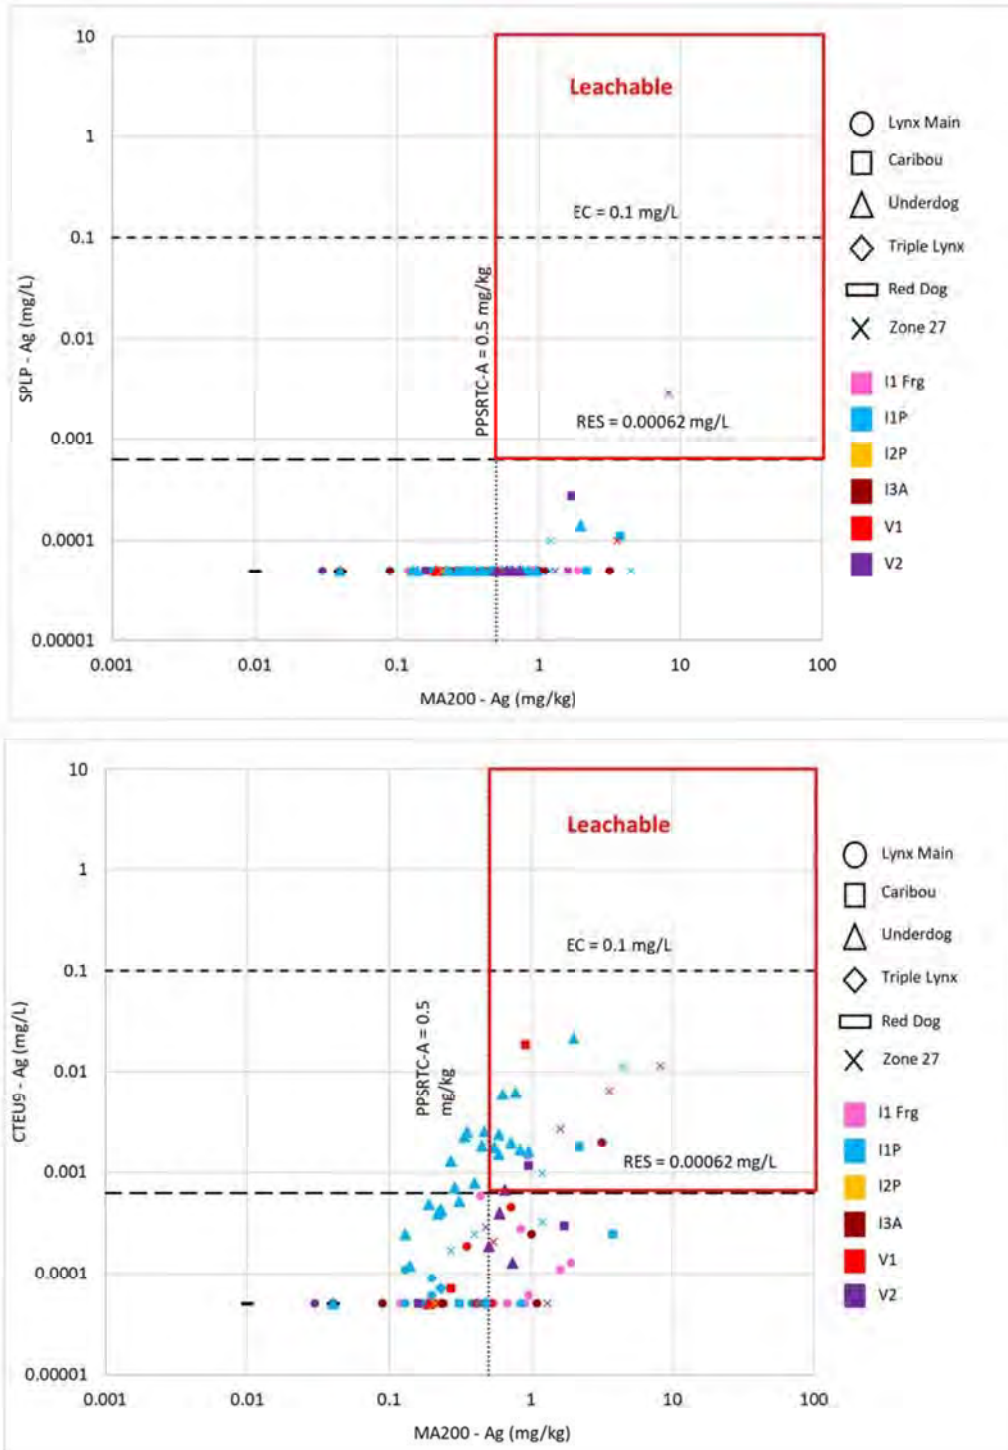 10
1
0.1
0.01
0.001
0.0001
0.00001
SPLP - Ag (mg/L)
Leachable
EC = 0.1 mg/L
PPSRTC-A = 0.5 mg/kg
RES = 0.00062 mg/L
0.001
0.01
0.1
1
10
100
MA200 - Ag (mg/kg)
Lynx Main
Caribou
Underdog
Triple Lynx
Red Dog
Zone 27
I1 Frg
I1P
I2P
I3A
V1
V2
10
1
0.1
0.01
0.001
0.0001
0.00001
CTEU9 - Ag (mg/L)
Leachable
EC = 0.1 mg/L
PPSRTC-A = 0.5
mg/kg
RES = 0.00062 mg/L
0.001
0.01
0.1
1
10
100
MA200 - Ag (mg/kg)
Lynx Main
Caribou
Underdog
Triple Lynx
Red Dog
Zone 27
I1 Frg
I1P
I2P
I3A
V1
V2